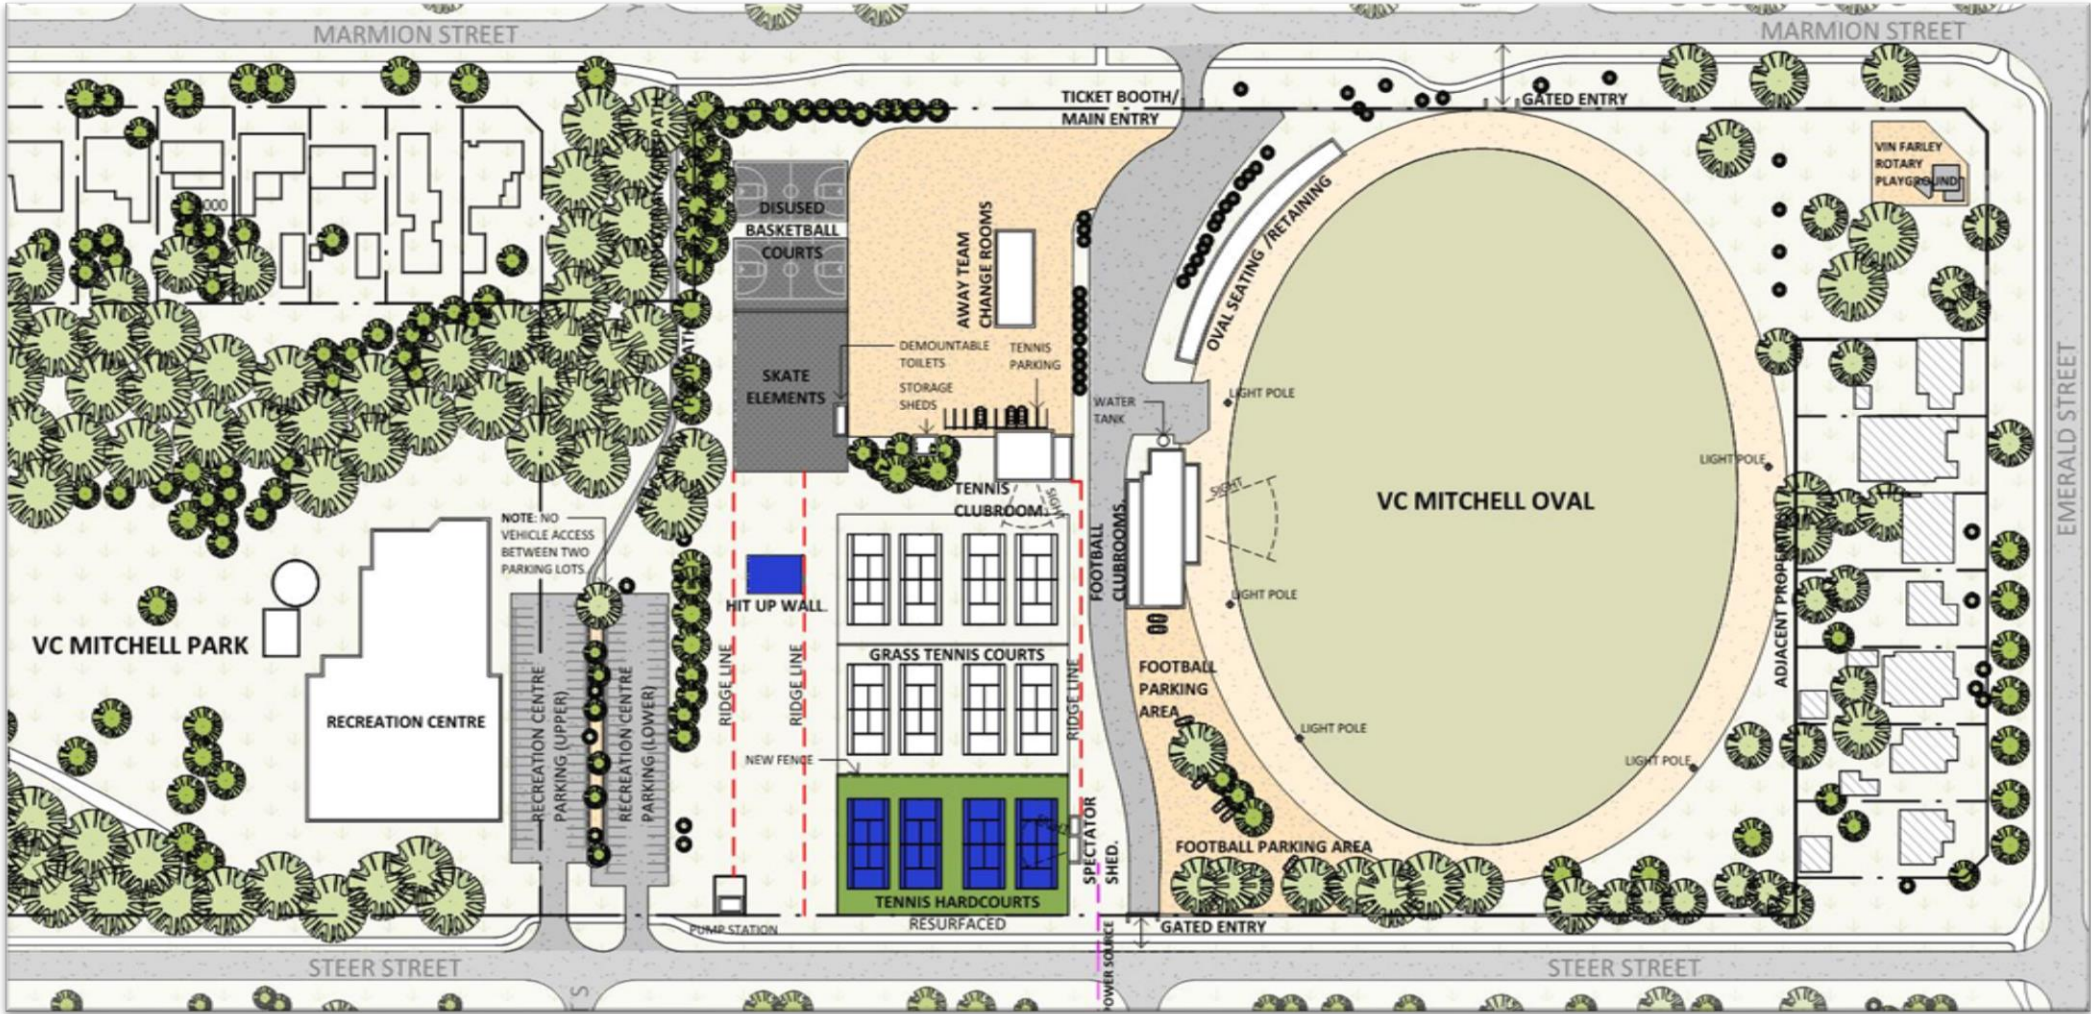 MARMION STREET
MARMION STREET
TICKET BOOTH/
MAIN ENTRY
GATED ENTRY
VIN FARLEY
ROTARY
PLAYGROUND
000
DISUSED
BASKETBALL
COURTS
AWAY TEAM
CHANGE ROOMS
OVAL SEATING /RETAINING
DEMOUNTABLE
TOILETS
TENNIS
PARKING
STORAGE
SHEDS
SKATE
ELEMENTS
WATER
TANK
LIGHT POLE
LIGHT POLE
EMERALD STREET
SIGHT
VC MITCHELL OVAL
TENNIS
CLUBROOM.
SIGHT
FOOTBALL
CLUBROOMS.
NOTE: NO
VEHICLE ACCESS
BETWEEN TWO
PARKING LOTS.
HIT UP WALL.
LIGHT POLE
VC MITCHELL PARK
RECREATION CENTRE
RECREATION CENTRE
PARKING (UPPER)
RECREATION CENTRE
PARKING (LOWER)
RIDGE LINE
RIDGE LINE
GRASS TENNIS COURTS
RIDGE LINE
FOOTBALL
PARKING
AREA
LIGHT POLE
LIGHT POLE
NEW FENCE
SPECTATOR
SHED.
FOOTBALL PARKING AREA
TENNIS HARDCOURTS
RESURFACED
PUMP STATION
GATED ENTRY
POWER SOURCE
STEER STREET
STEER STREET
S